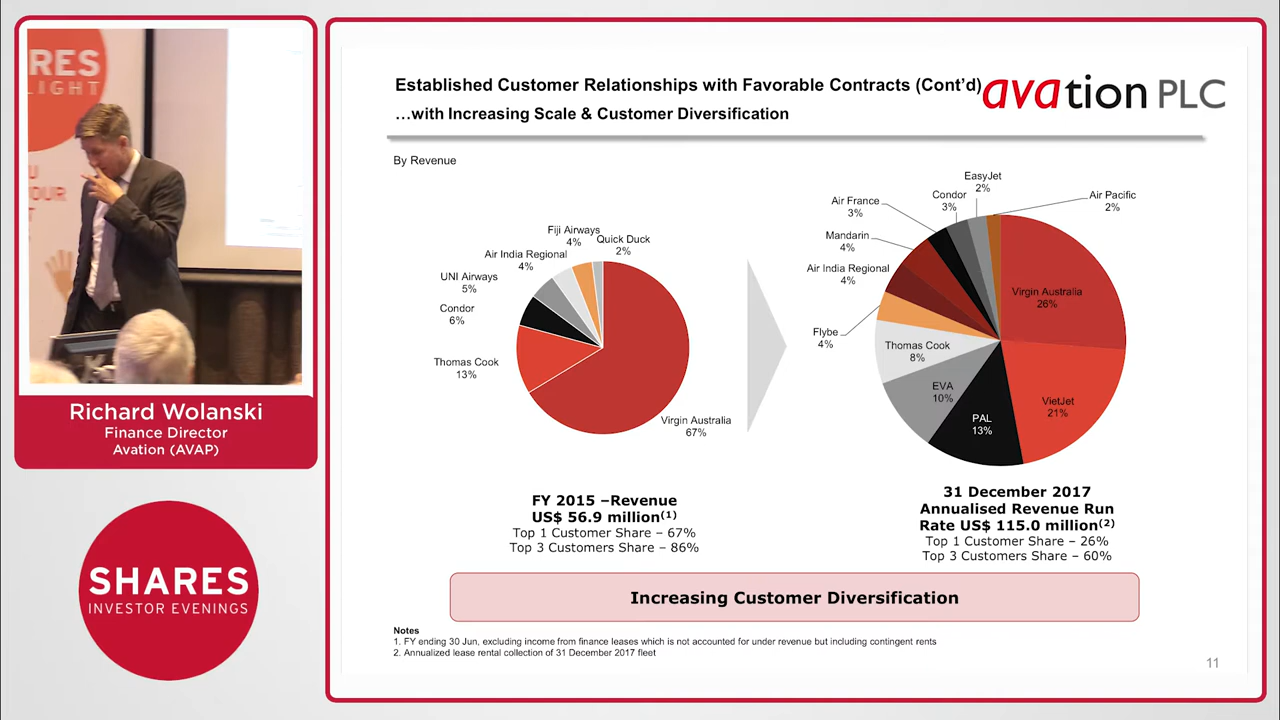 RES
LIGHT
U
OUR
T
Richard Wolanski
Finance Director
Avation (AVAP)
SHARES
INVESTOR EVENINGS
Established Customer Relationships with Favorable Contracts (Cont'd)
…with Increasing Scale & Customer Diversification
avation PLC
By Revenue
Fiji Airways
4%
Quick Duck
2%
Air India Regional
4%
UNI Airways
5%
Condor
6%
Thomas Cook
13%
Virgin Australia
67%
FY 2015 –Revenue
US$ 56.9 million(1)
Top 1 Customer Share – 67%
Top 3 Customers Share – 86%
EasyJet
2%
Condor
3%
Air Pacific
2%
Air France
3%
Mandarin
4%
Air India Regional
4%
Flybe
4%
Thomas Cook
8%
EVA
10%
PAL
13%
VietJet
21%
Virgin Australia
26%
31 December 2017
Annualised Revenue Run
Rate US$ 115.0 million(2)
Top 1 Customer Share – 26%
Top 3 Customers Share – 60%
Increasing Customer Diversification
Notes
1. FY ending 30 Jun, excluding income from finance leases which is not accounted for under revenue but including contingent rents
2. Annualized lease rental collection of 31 December 2017 fleet
11